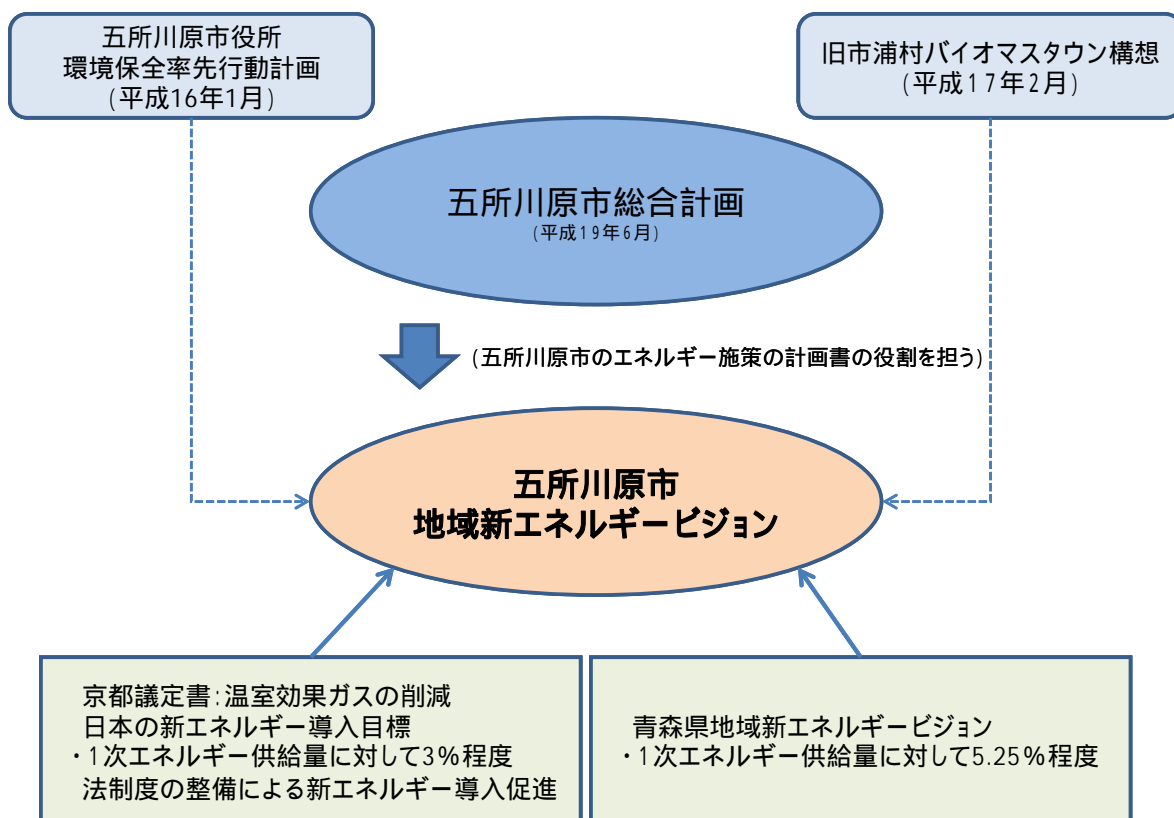 五所川原市役所
環境保全率先行動計画
(平成16年1月)
旧市浦村バイオマスタウン構想
(平成17年2月)
五所川原市総合計画
(平成19年6月)
(五所川原市のエネルギー施策の計画書の役割を担う)
五所川原市
地域新エネルギービジョン
京都議定書:温室効果ガスの削減
日本の新エネルギー導入目標
・1次エネルギー供給量に対して3%程度
法制度の整備による新エネルギー導入促進
青森県地域新エネルギービジョン
・1次エネルギー供給量に対して5.25%程度